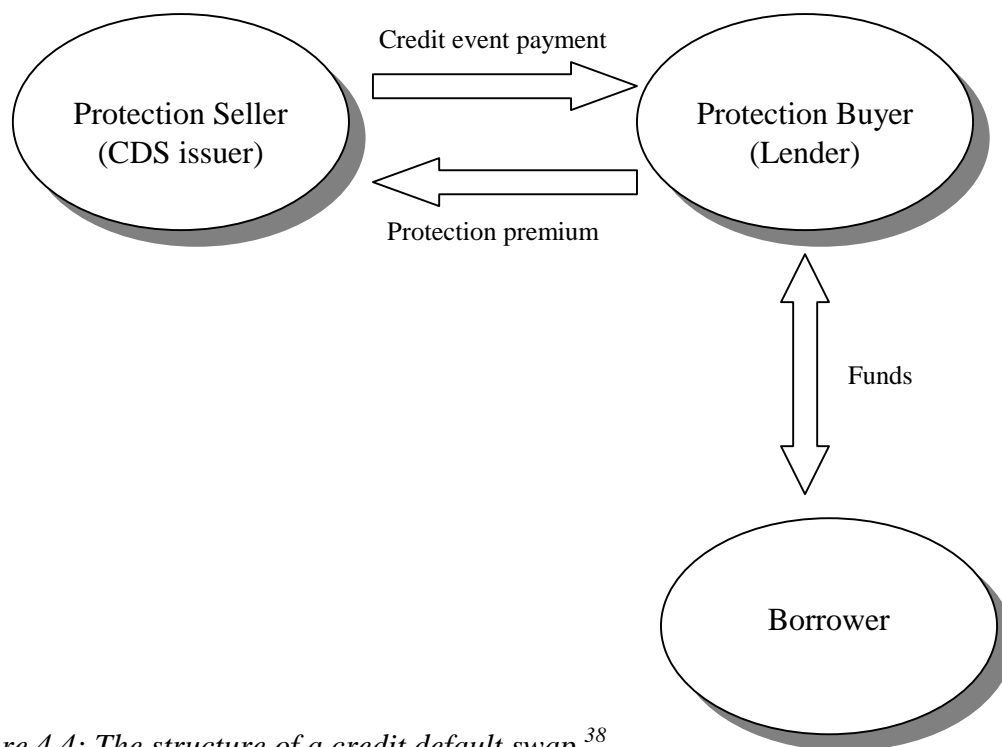 Credit event payment
Protection Seller
(CDS issuer)
Protection Buyer
(Lender)
Protection premium
Funds
Borrower
re 4.4: The structure of a credit default swap 38